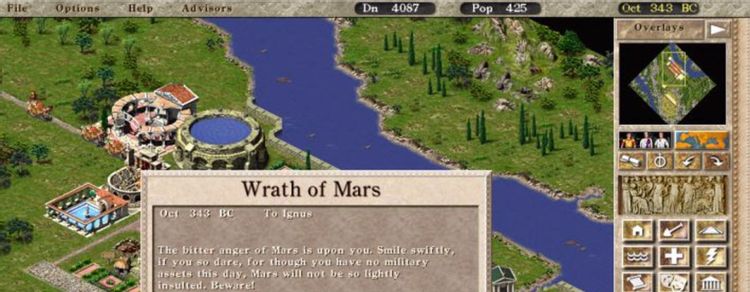 File Options Help Advisors Dn 4087 Pop 425 Oct 343 BC
Overlays
Wrath of Mars
Oct 343 BC To Ignus
The bitter anger of Mars is upon you. Smile swiftly,
if you so dare, for though you have no military
assets this day, Mars will not be so lightly
insulted. Beware!